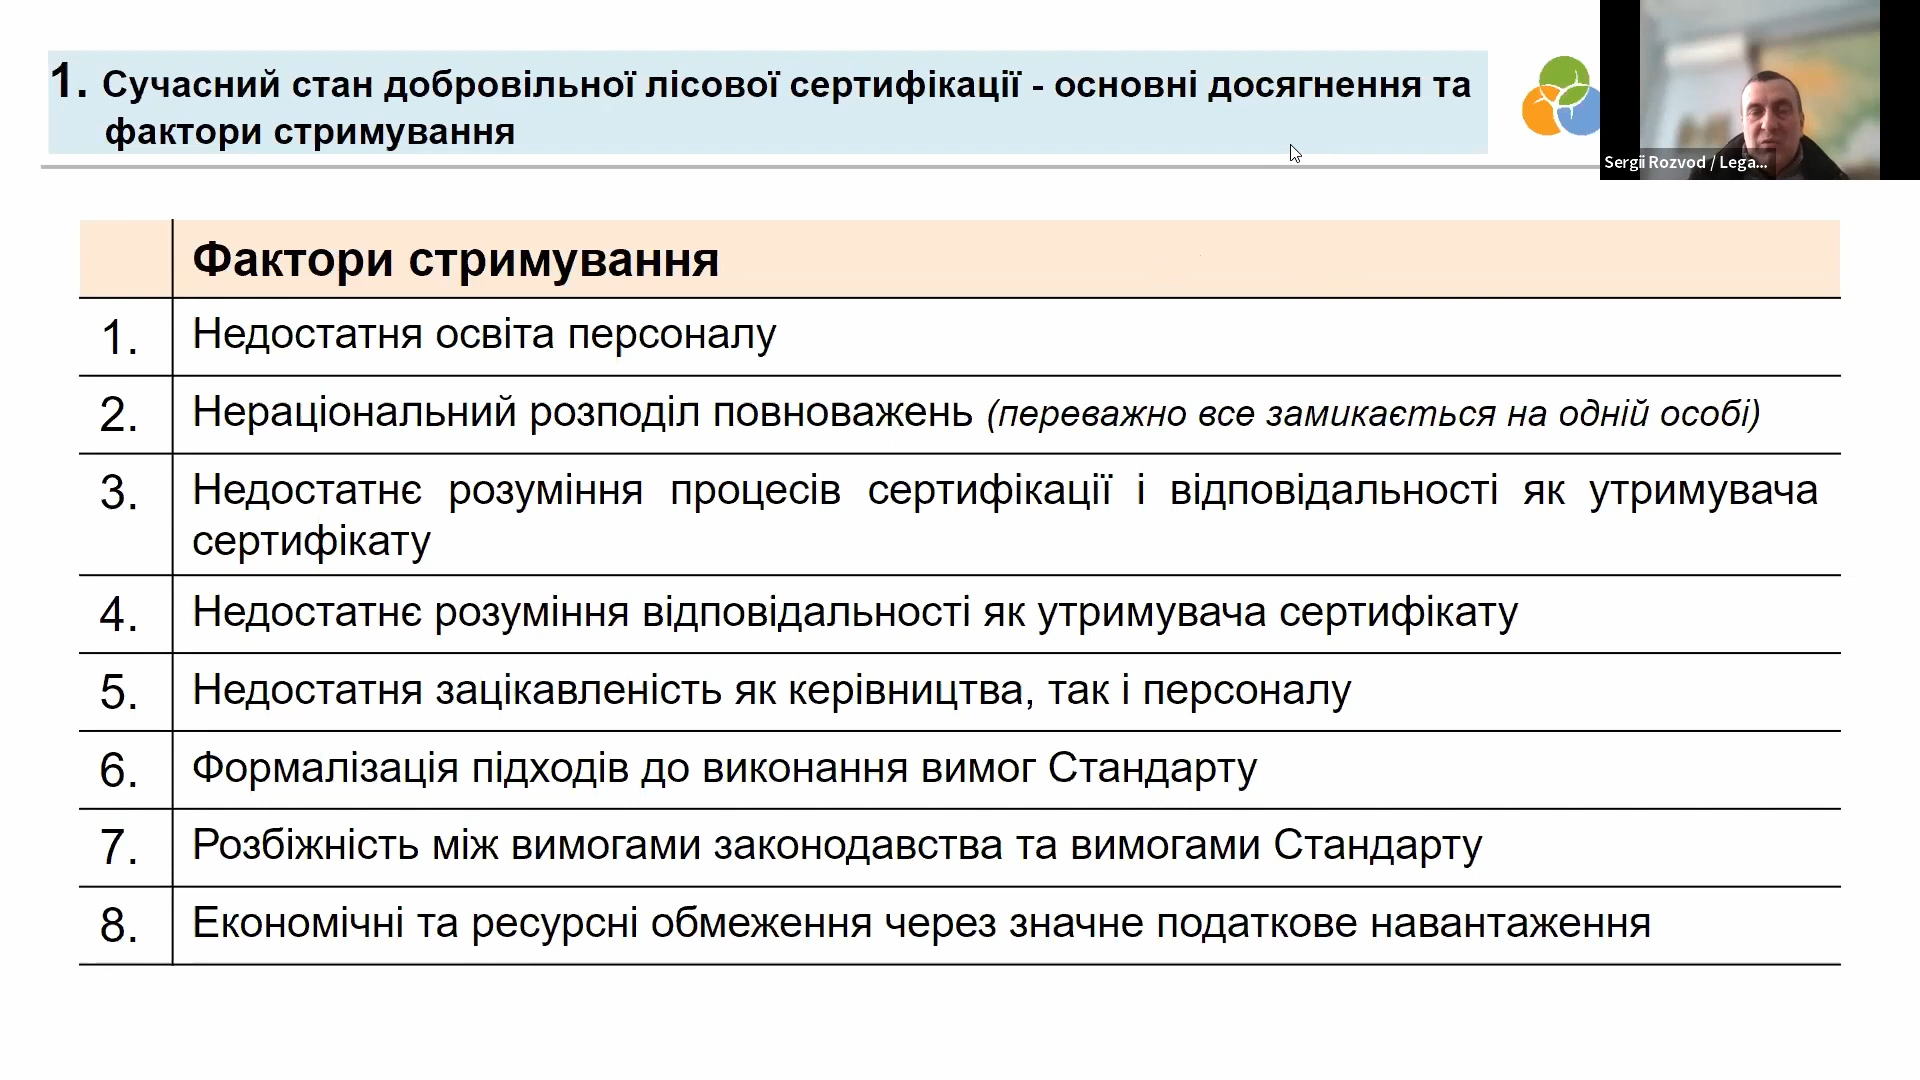 1. Сучасний стан добровільної лісової сертифікації - основні досягнення та
фактори стримування
Sergii Rozvod / Lega...
Фактори стримування
1. Недостатня освіта персоналу
2. Нераціональний розподіл повноважень (переважно все замикається на одній особі)
3. Недостатнє розуміння процесів сертифікації і відповідальності як утримувача
сертифікату
4. Недостатнє розуміння відповідальності як утримувача сертифікату
5. Недостатня зацікавленість як керівництва, так і персоналу
6. Формалізація підходів до виконання вимог Стандарту
7. Розбіжність між вимогами законодавства та вимогами Стандарту
8. Економічні та ресурсні обмеження через значне податкове навантаження